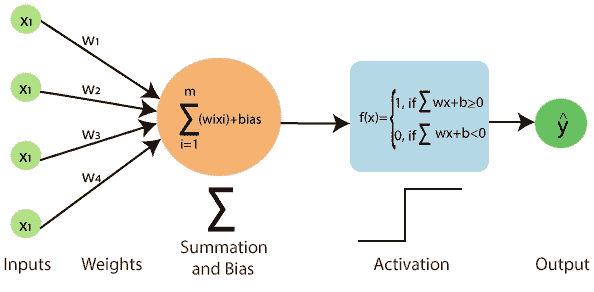 x1
x1
x1
x1
w1
w2
w3
w4
m
∑(wixi)+bias
i=1
∑
f(x)={1, if ∑ wx+b≥0
0, if ∑ wx+b<0
ŷ
Inputs
Weights
Summation
and Bias
Activation
Output